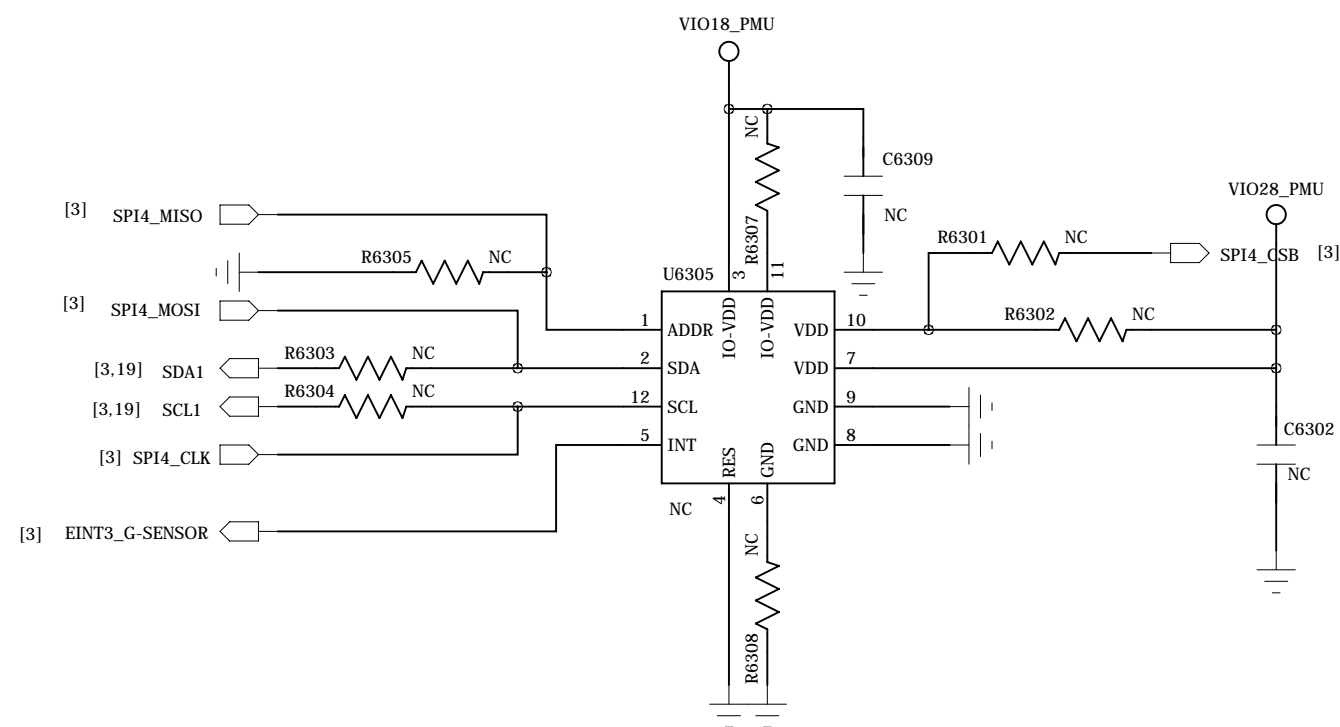 VIO18_PMU
NC
C6309
NC
R6307
VIO28_PMU
[3] SPI4_MISO
R6301 NC
SPI4_CSB [3]
R6305 NC
U6305
3
11
[3] SPI4_MOSI
R6302 NC
1 ADDR
IO-VDD
IO-VDD
VDD 10
R6303 NC
[3,19] SDA1
2 SDA
VDD 7
R6304 NC
[3,19] SCL1
12 SCL
GND 9
C6302
5 INT
GND 8
[3] SPI4_CLK
RES
GND
NC
NC
4
6
[3] EINT3_G-SENSOR
NC
R6308